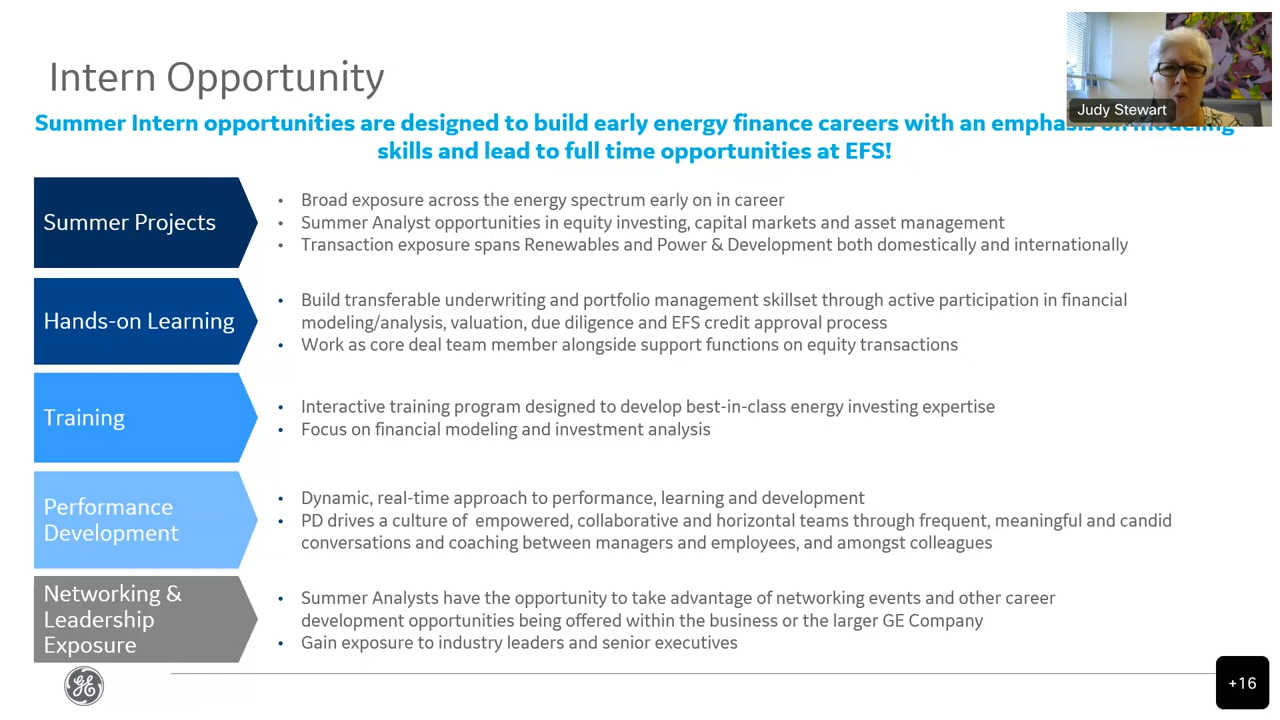 Intern Opportunity
Judy Stewart
Summer Intern opportunities are designed to build early energy finance careers with an emphasis on modeling
skills and lead to full time opportunities at EFS!
Summer Projects
• Broad exposure across the energy spectrum early on in career
• Summer Analyst opportunities in equity investing, capital markets and asset management
• Transaction exposure spans Renewables and Power & Development both domestically and internationally
Hands-on Learning
• Build transferable underwriting and portfolio management skillset through active participation in financial
modeling/analysis, valuation, due diligence and EFS credit approval process
• Work as core deal team member alongside support functions on equity transactions
Training
• Interactive training program designed to develop best-in-class energy investing expertise
• Focus on financial modeling and investment analysis
Performance
Development
• Dynamic, real-time approach to performance, learning and development
• PD drives a culture of empowered, collaborative and horizontal teams through frequent, meaningful and candid
conversations and coaching between managers and employees, and amongst colleagues
Networking &
Leadership
Exposure
• Summer Analysts have the opportunity to take advantage of networking events and other career
development opportunities being offered within the business or the larger GE Company
• Gain exposure to industry leaders and senior executives
GE
+16